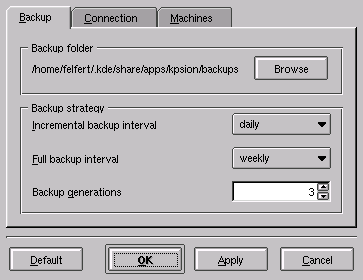 Backup Connection Machines
Backup folder
/home/felfert/.kde/share/apps/kpsion/backups Browse
Backup strategy
Incremental backup interval daily
Full backup interval weekly
Backup generations 3
Default OK Apply Cancel